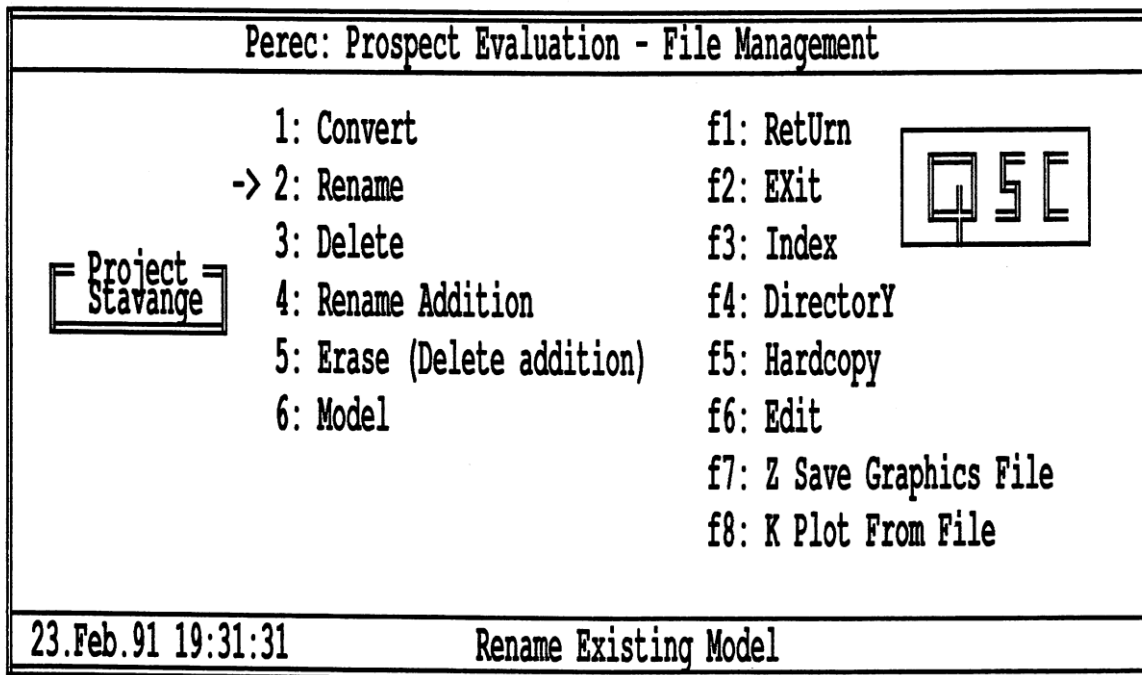 Perec: Prospect Evaluation - File Management
1: Convert
-> 2: Rename
3: Delete
4: Rename Addition
5: Erase (Delete addition)
6: Model
Project
Stavange
f1: RetUrn
f2: EXit
f3: Index
f4: DirectorY
f5: Hardcopy
f6: Edit
f7: Z Save Graphics File
f8: K Plot From File
QSC
23.Feb.91 19:31:31 Rename Existing Model